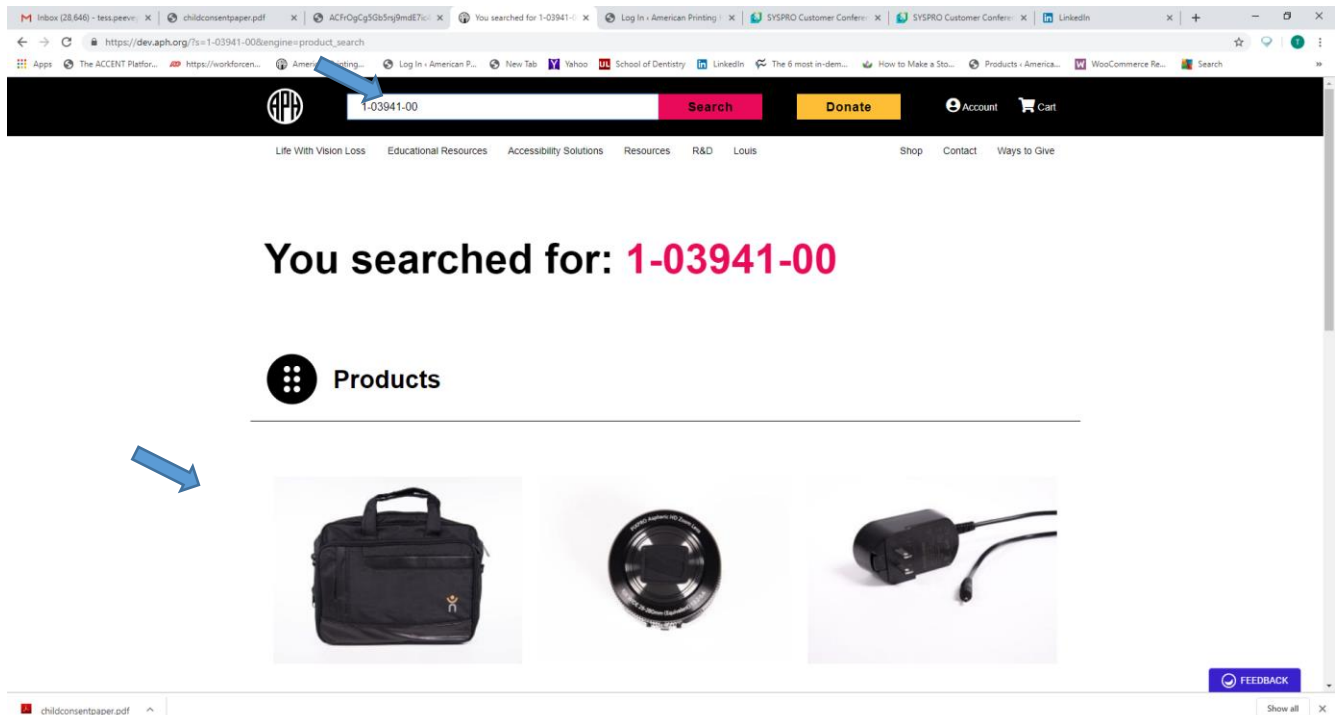 Inbox (28,646) - tess.peeve
childconsentpaper.pdf
ACFrOgCg5Gb5rsj9mdE7ic
You searched for 1-03941-0
Log In ‹ American Printing
SYSPRO Customer Conferen
SYSPRO Customer Conferen
LinkedIn
https://dev.aph.org/?s=1-03941-00&engine=product_search
Apps
The ACCENT Platfor...
https://workforcen...
Log In ‹ American P...
New Tab
Yahoo
School of Dentistry
LinkedIn
The 6 most in-dem...
How to Make a Sto...
Products ‹ America...
WooCommerce Re...
Search
APH
1-03941-00
Search
Donate
Account
Cart
Life With Vision Loss Educational Resources Accessibility Solutions Resources R&D Louis Shop Contact Ways to Give
You searched for: 1-03941-00
Products
FEEDBACK
childconsentpaper.pdf
Show all